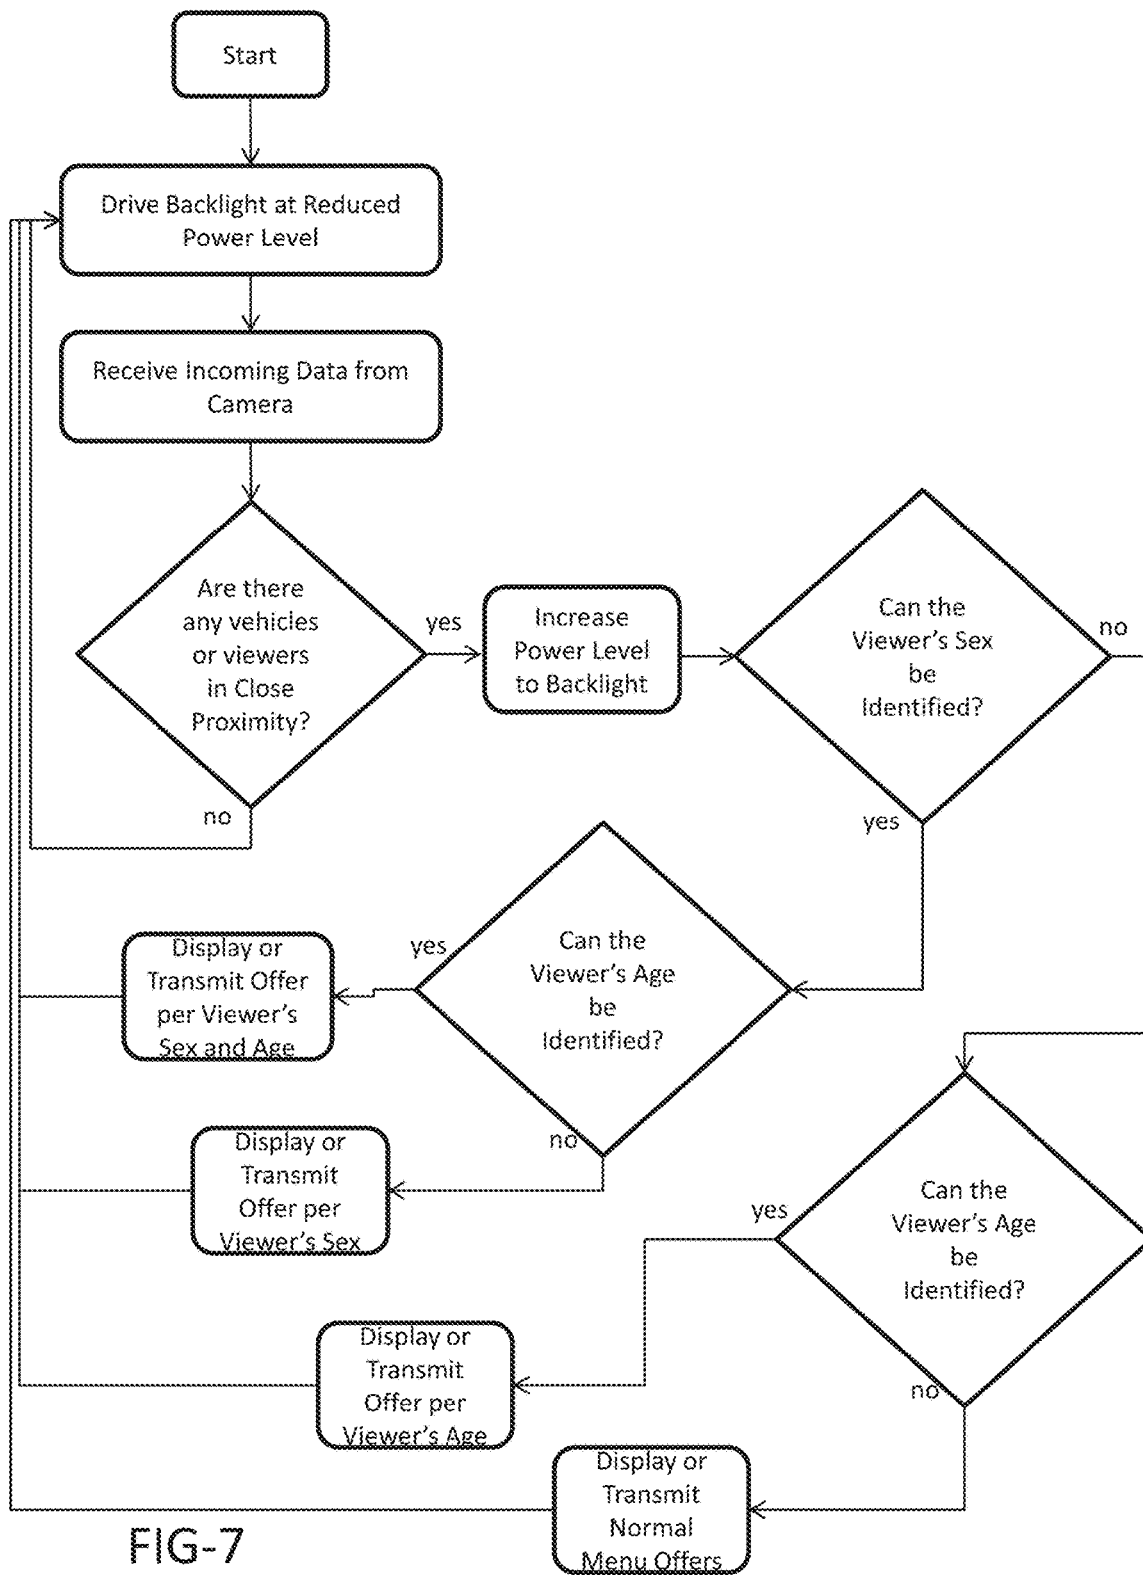 Start
Drive Backlight at Reduced
Power Level
Receive Incoming Data from
Camera
Are there
any vehicles
or viewers
in Close
Proximity?
yes
no
Increase
Power Level
to Backlight
Can the
Viewer's Sex
be
Identified?
no
yes
Can the
Viewer's Age
be
Identified?
yes
no
Display or
Transmit Offer
per Viewer's
Sex and Age
Display or
Transmit
Offer per
Viewer's Sex
Can the
Viewer's Age
be
Identified?
yes
no
Display or
Transmit
Offer per
Viewer's Age
Display or
Transmit
Normal
Menu Offers
FIG-7